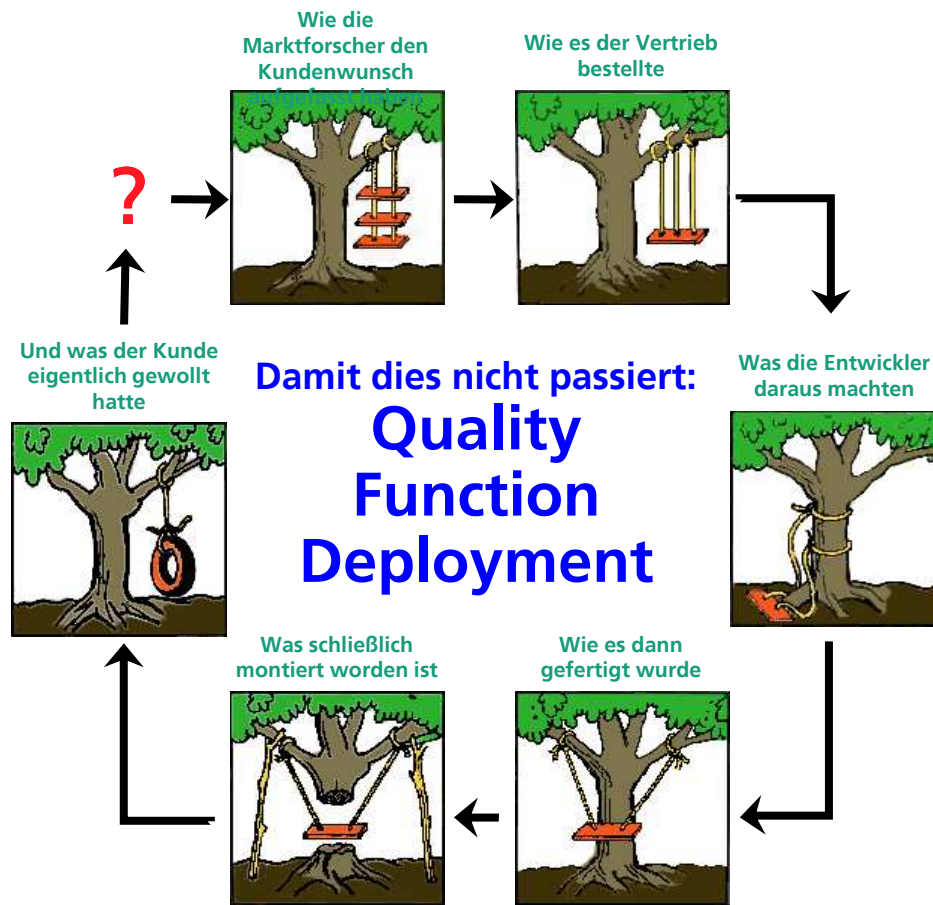 Wie die
Marktforscher den
Kundenwunsch
aufgefasst haben
Wie es der Vertrieb
bestellte
?
Und was der Kunde
eigentlich gewollt
hatte
Damit dies nicht passiert:
Quality
Function
Deployment
Was die Entwickler
daraus machten
Was schließlich
montiert worden ist
Wie es dann
gefertigt wurde